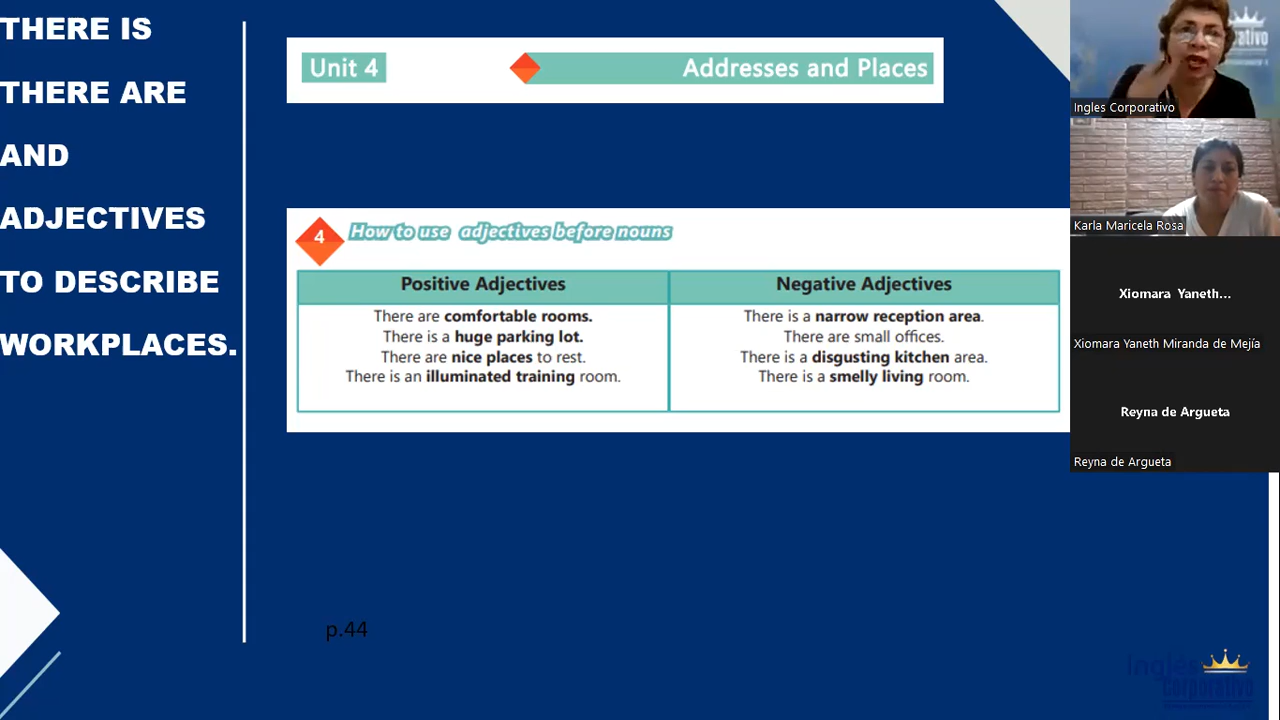 THERE IS
THERE ARE
AND
ADJECTIVES
TO DESCRIBE
WORKPLACES.
Unit 4
Addresses and Places
4
How to use adjectives before nouns
Positive Adjectives
There are comfortable rooms.
There is a huge parking lot.
There are nice places to rest.
There is an illuminated training room.
Negative Adjectives
There is a narrow reception area.
There are small offices.
There is a disgusting kitchen area.
There is a smelly living room.
p.44
Ingles Corporativo
Karla Maricela Rosa
Xiomara Yaneth...
Xiomara Yaneth Miranda de Mejía
Reyna de Argueta
Reyna de Argueta
Inglés
Corporativo